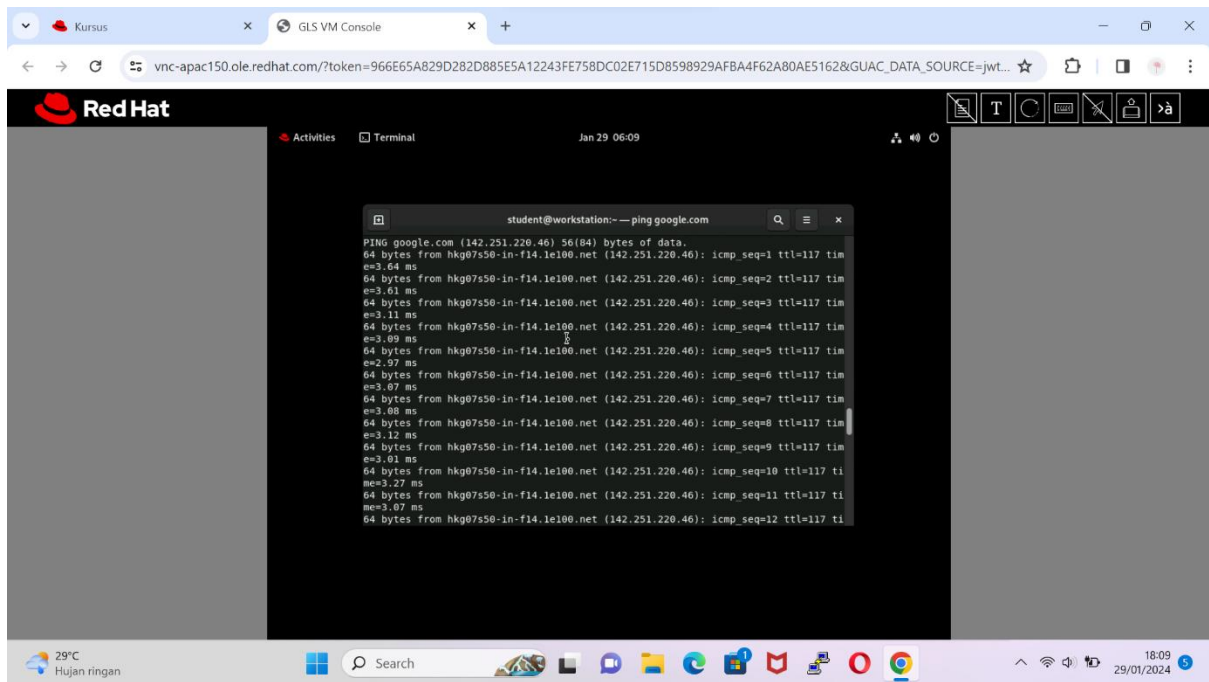 Kursus
GLS VM Console
vnc-apac150.ole.redhat.com/?token=966E65A829D282D885E5A12243FE758DC02E715D8598929AFBA4F62A80AE5162&GUAC_DATA_SOURCE=jwt...
Red Hat
T
>à
Activities Terminal Jan 29 06:09
student@workstation:~ — ping google.com
PING google.com (142.251.220.46) 56(84) bytes of data.
64 bytes from hkg07s50-in-f14.1e100.net (142.251.220.46): icmp_seq=1 ttl=117 tim
e=3.64 ms
64 bytes from hkg07s50-in-f14.1e100.net (142.251.220.46): icmp_seq=2 ttl=117 tim
e=3.61 ms
64 bytes from hkg07s50-in-f14.1e100.net (142.251.220.46): icmp_seq=3 ttl=117 tim
e=3.11 ms
64 bytes from hkg07s50-in-f14.1e100.net (142.251.220.46): icmp_seq=4 ttl=117 tim
e=3.09 ms
64 bytes from hkg07s50-in-f14.1e100.net (142.251.220.46): icmp_seq=5 ttl=117 tim
e=2.97 ms
64 bytes from hkg07s50-in-f14.1e100.net (142.251.220.46): icmp_seq=6 ttl=117 tim
e=3.07 ms
64 bytes from hkg07s50-in-f14.1e100.net (142.251.220.46): icmp_seq=7 ttl=117 tim
e=3.08 ms
64 bytes from hkg07s50-in-f14.1e100.net (142.251.220.46): icmp_seq=8 ttl=117 tim
e=3.12 ms
64 bytes from hkg07s50-in-f14.1e100.net (142.251.220.46): icmp_seq=9 ttl=117 tim
e=3.01 ms
64 bytes from hkg07s50-in-f14.1e100.net (142.251.220.46): icmp_seq=10 ttl=117 ti
me=3.27 ms
64 bytes from hkg07s50-in-f14.1e100.net (142.251.220.46): icmp_seq=11 ttl=117 ti
me=3.07 ms
64 bytes from hkg07s50-in-f14.1e100.net (142.251.220.46): icmp_seq=12 ttl=117 ti
29°C
Hujan ringan
Search
18:09
29/01/2024
5